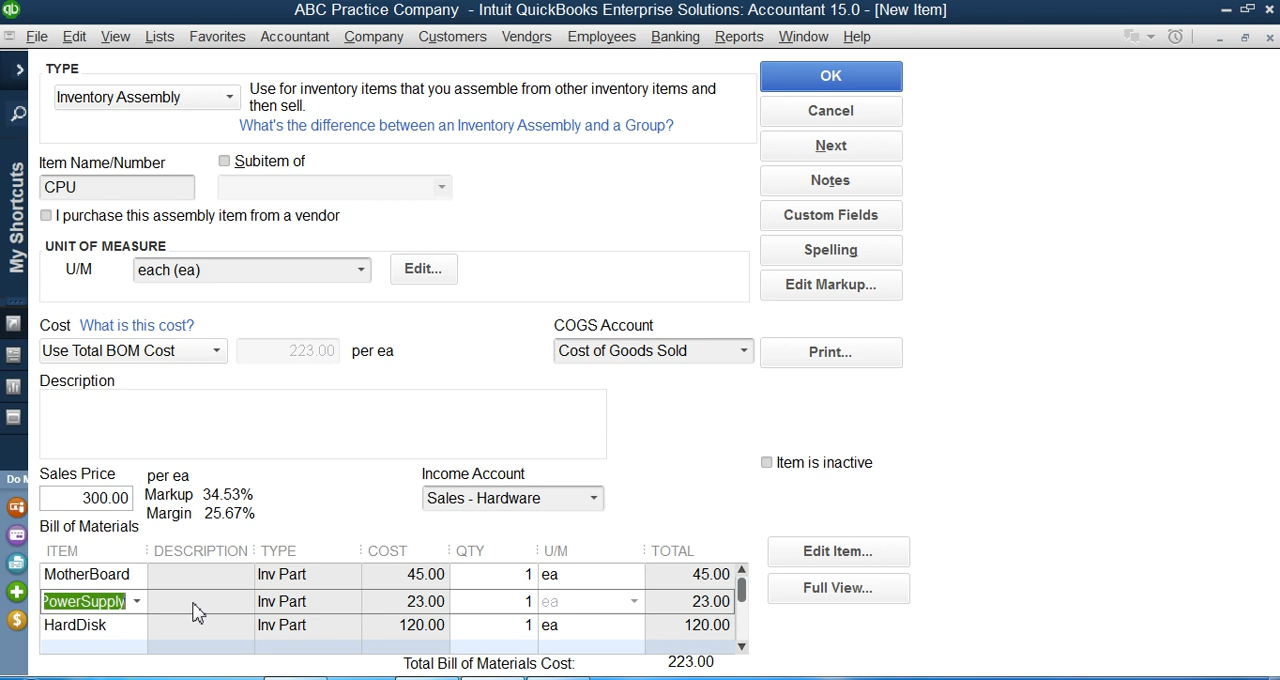 ABC Practice Company - Intuit QuickBooks Enterprise Solutions: Accountant 15.0 - [New Item]
File Edit View Lists Favorites Accountant Company Customers Vendors Employees Banking Reports Window Help
My Shortcuts
TYPE
Inventory Assembly
Use for inventory items that you assemble from other inventory items and
then sell.
What's the difference between an Inventory Assembly and a Group?
OK
Cancel
Next
Notes
Custom Fields
Spelling
Edit Markup...
Print...
Item Name/Number
Subitem of
CPU
I purchase this assembly item from a vendor
UNIT OF MEASURE
U/M each (ea) Edit...
Cost What is this cost?
COGS Account
Use Total BOM Cost 223.00 per ea
Cost of Goods Sold
Description
Item is inactive
Sales Price per ea
300.00
Markup 34.53%
Margin 25.67%
Income Account
Sales - Hardware
Bill of Materials
ITEM DESCRIPTION TYPE COST QTY U/M TOTAL
MotherBoard Inv Part 45.00 1 ea 45.00
PowerSupply Inv Part 23.00 1 ea 23.00
HardDisk Inv Part 120.00 1 ea 120.00
Total Bill of Materials Cost: 223.00
Edit Item...
Full View...